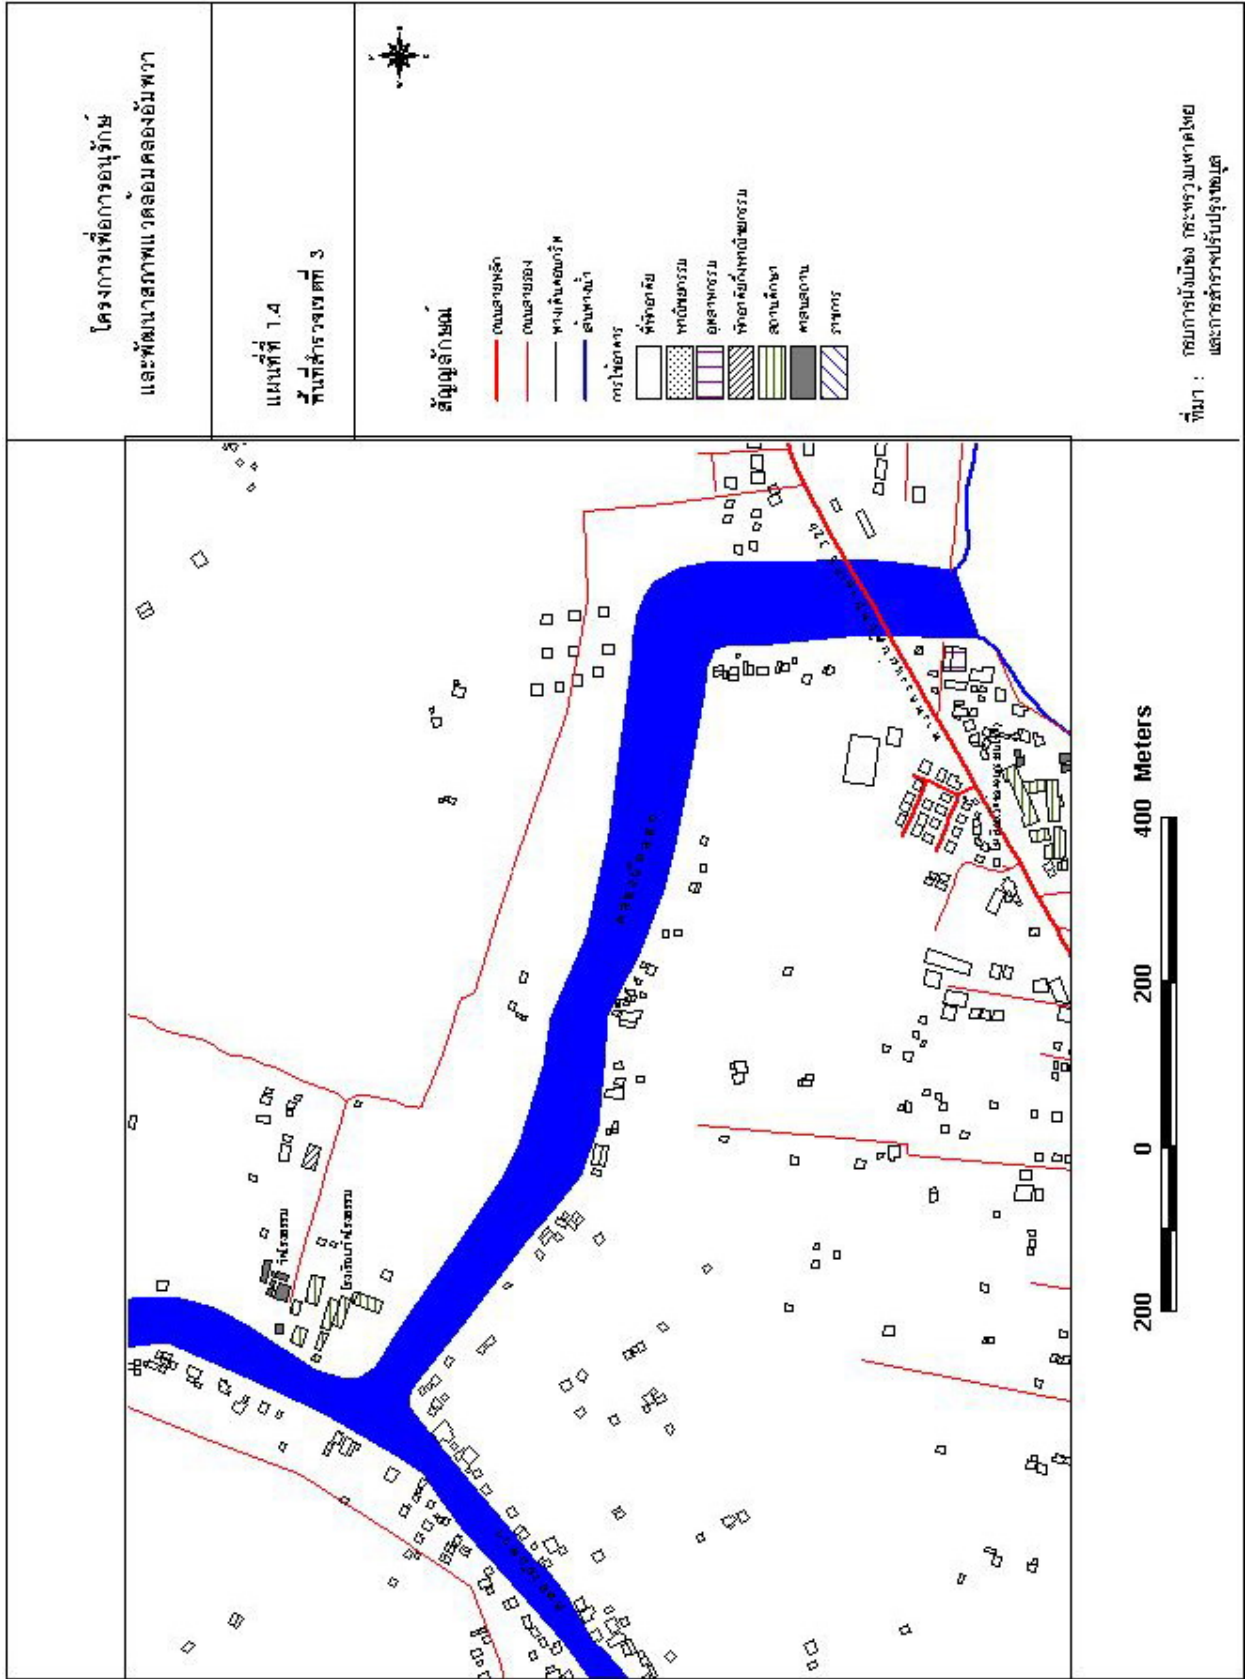 โครงการเพื่อการอนุรักษ์
และพัฒนาสภาพแวดล้อมคลองอัมพวา
แผนที่ที่ 1.4
พื้นที่สำรวจเขตที่ 3
สัญญลักษณ์
ถนนสายหลัก
ถนนสายรอง
ทางเดินคอนกรีต
เส้นทางน้ำ
การใช้อาคาร
ที่พักอาศัย
พาณิชยกรรม
อุตสาหกรรม
พักอาศัยกึ่งพาณิชยกรรม
สถานศึกษา
ศาสนสถาน
ราชการ
ที่มา : กรมการผังเมือง กระทรวงมหาดไทย
และการสำรวจปรับปรุงข้อมูล
325
200 0 200 400 Meters